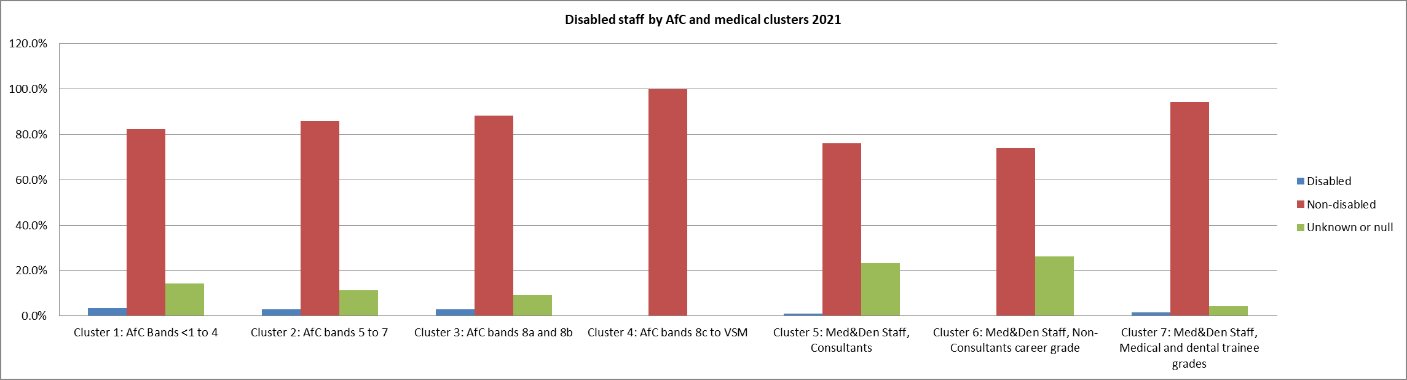 Disabled staff by AfC and medical clusters 2021
120.0%
100.0%
80.0%
60.0%
40.0%
20.0%
0.0%
Cluster 1: AfC Bands <1 to 4
Cluster 2: AfC bands 5 to 7
Cluster 3: AfC bands 8a and 8b
Cluster 4: AfC bands 8c to VSM
Cluster 5: Med&Den Staff,
Consultants
Cluster 6: Med&Den Staff, Non-
Consultants career grade
Cluster 7: Med&Den Staff,
Medical and dental trainee
grades
Disabled
Non-disabled
Unknown or null